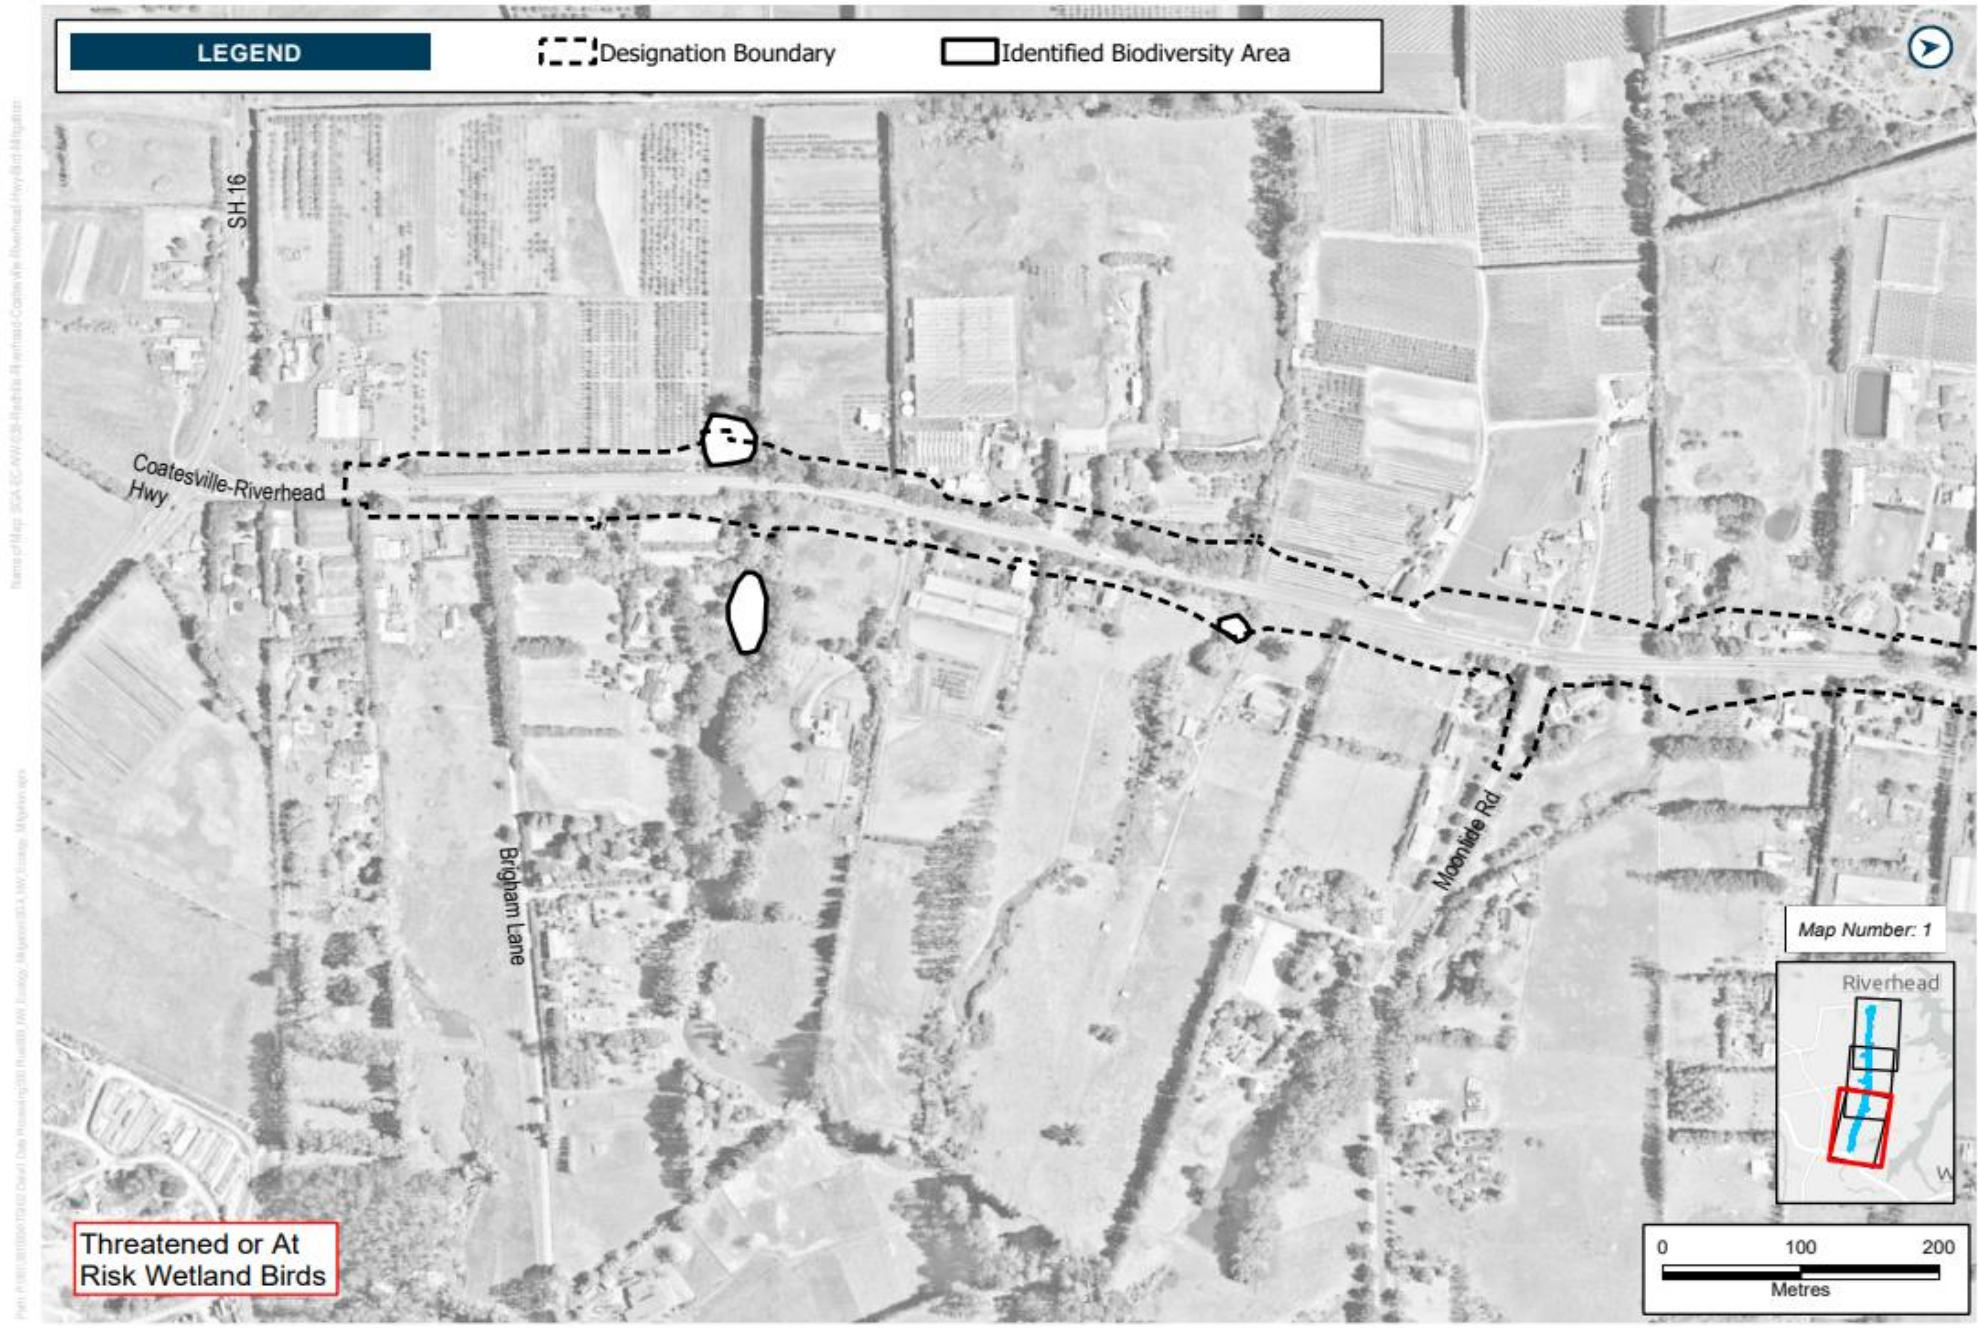 LEGEND
Designation Boundary
Identified Biodiversity Area
SH 16
Coatesville-Riverhead
Hwy
Brigham Lane
Moontide Rd
Map Number: 1
Riverhead
W
Threatened or At
Risk Wetland Birds
0 100 200
Metres